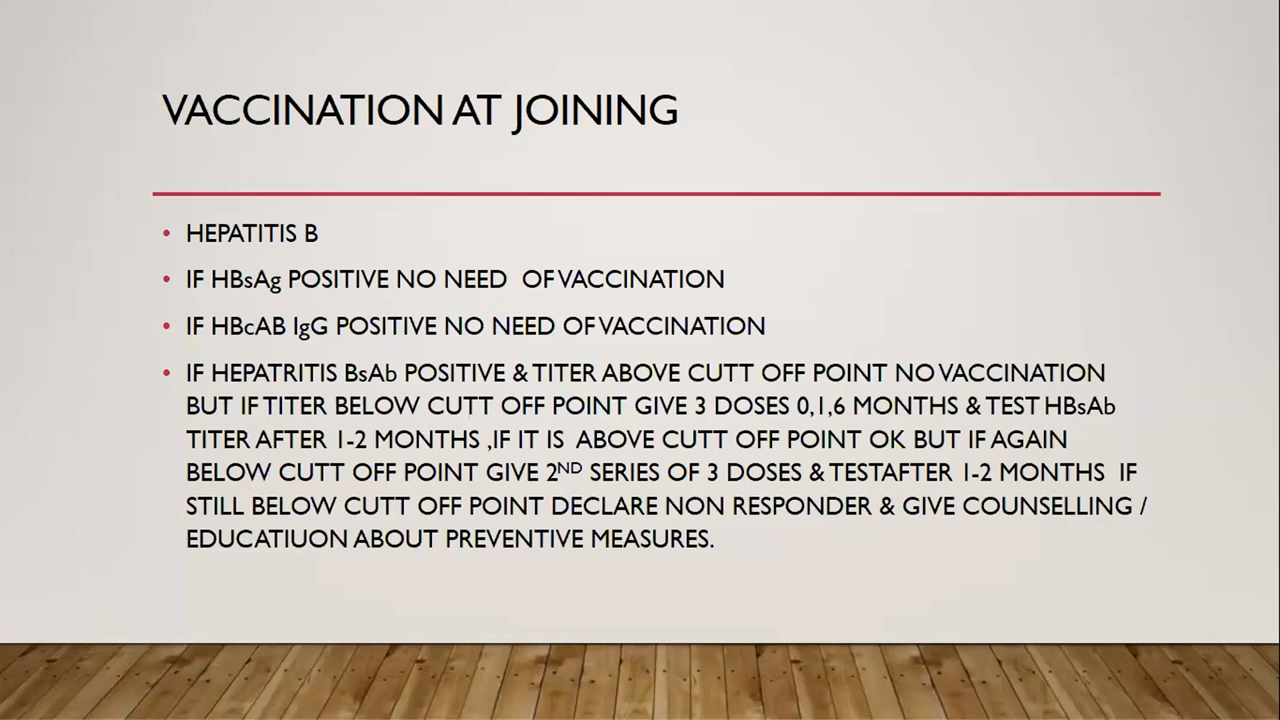 VACCINATION AT JOINING
• HEPATITIS B
• IF HBsAg POSITIVE NO NEED OF VACCINATION
• IF HBcAB IgG POSITIVE NO NEED OF VACCINATION
• IF HEPATRITIS BsAb POSITIVE & TITER ABOVE CUTT OFF POINT NO VACCINATION
BUT IF TITER BELOW CUTT OFF POINT GIVE 3 DOSES 0,1,6 MONTHS & TEST HBsAb
TITER AFTER 1-2 MONTHS ,IF IT IS ABOVE CUTT OFF POINT OK BUT IF AGAIN
BELOW CUTT OFF POINT GIVE 2ND SERIES OF 3 DOSES & TESTAFTER 1-2 MONTHS IF
STILL BELOW CUTT OFF POINT DECLARE NON RESPONDER & GIVE COUNSELLING /
EDUCATIUON ABOUT PREVENTIVE MEASURES.